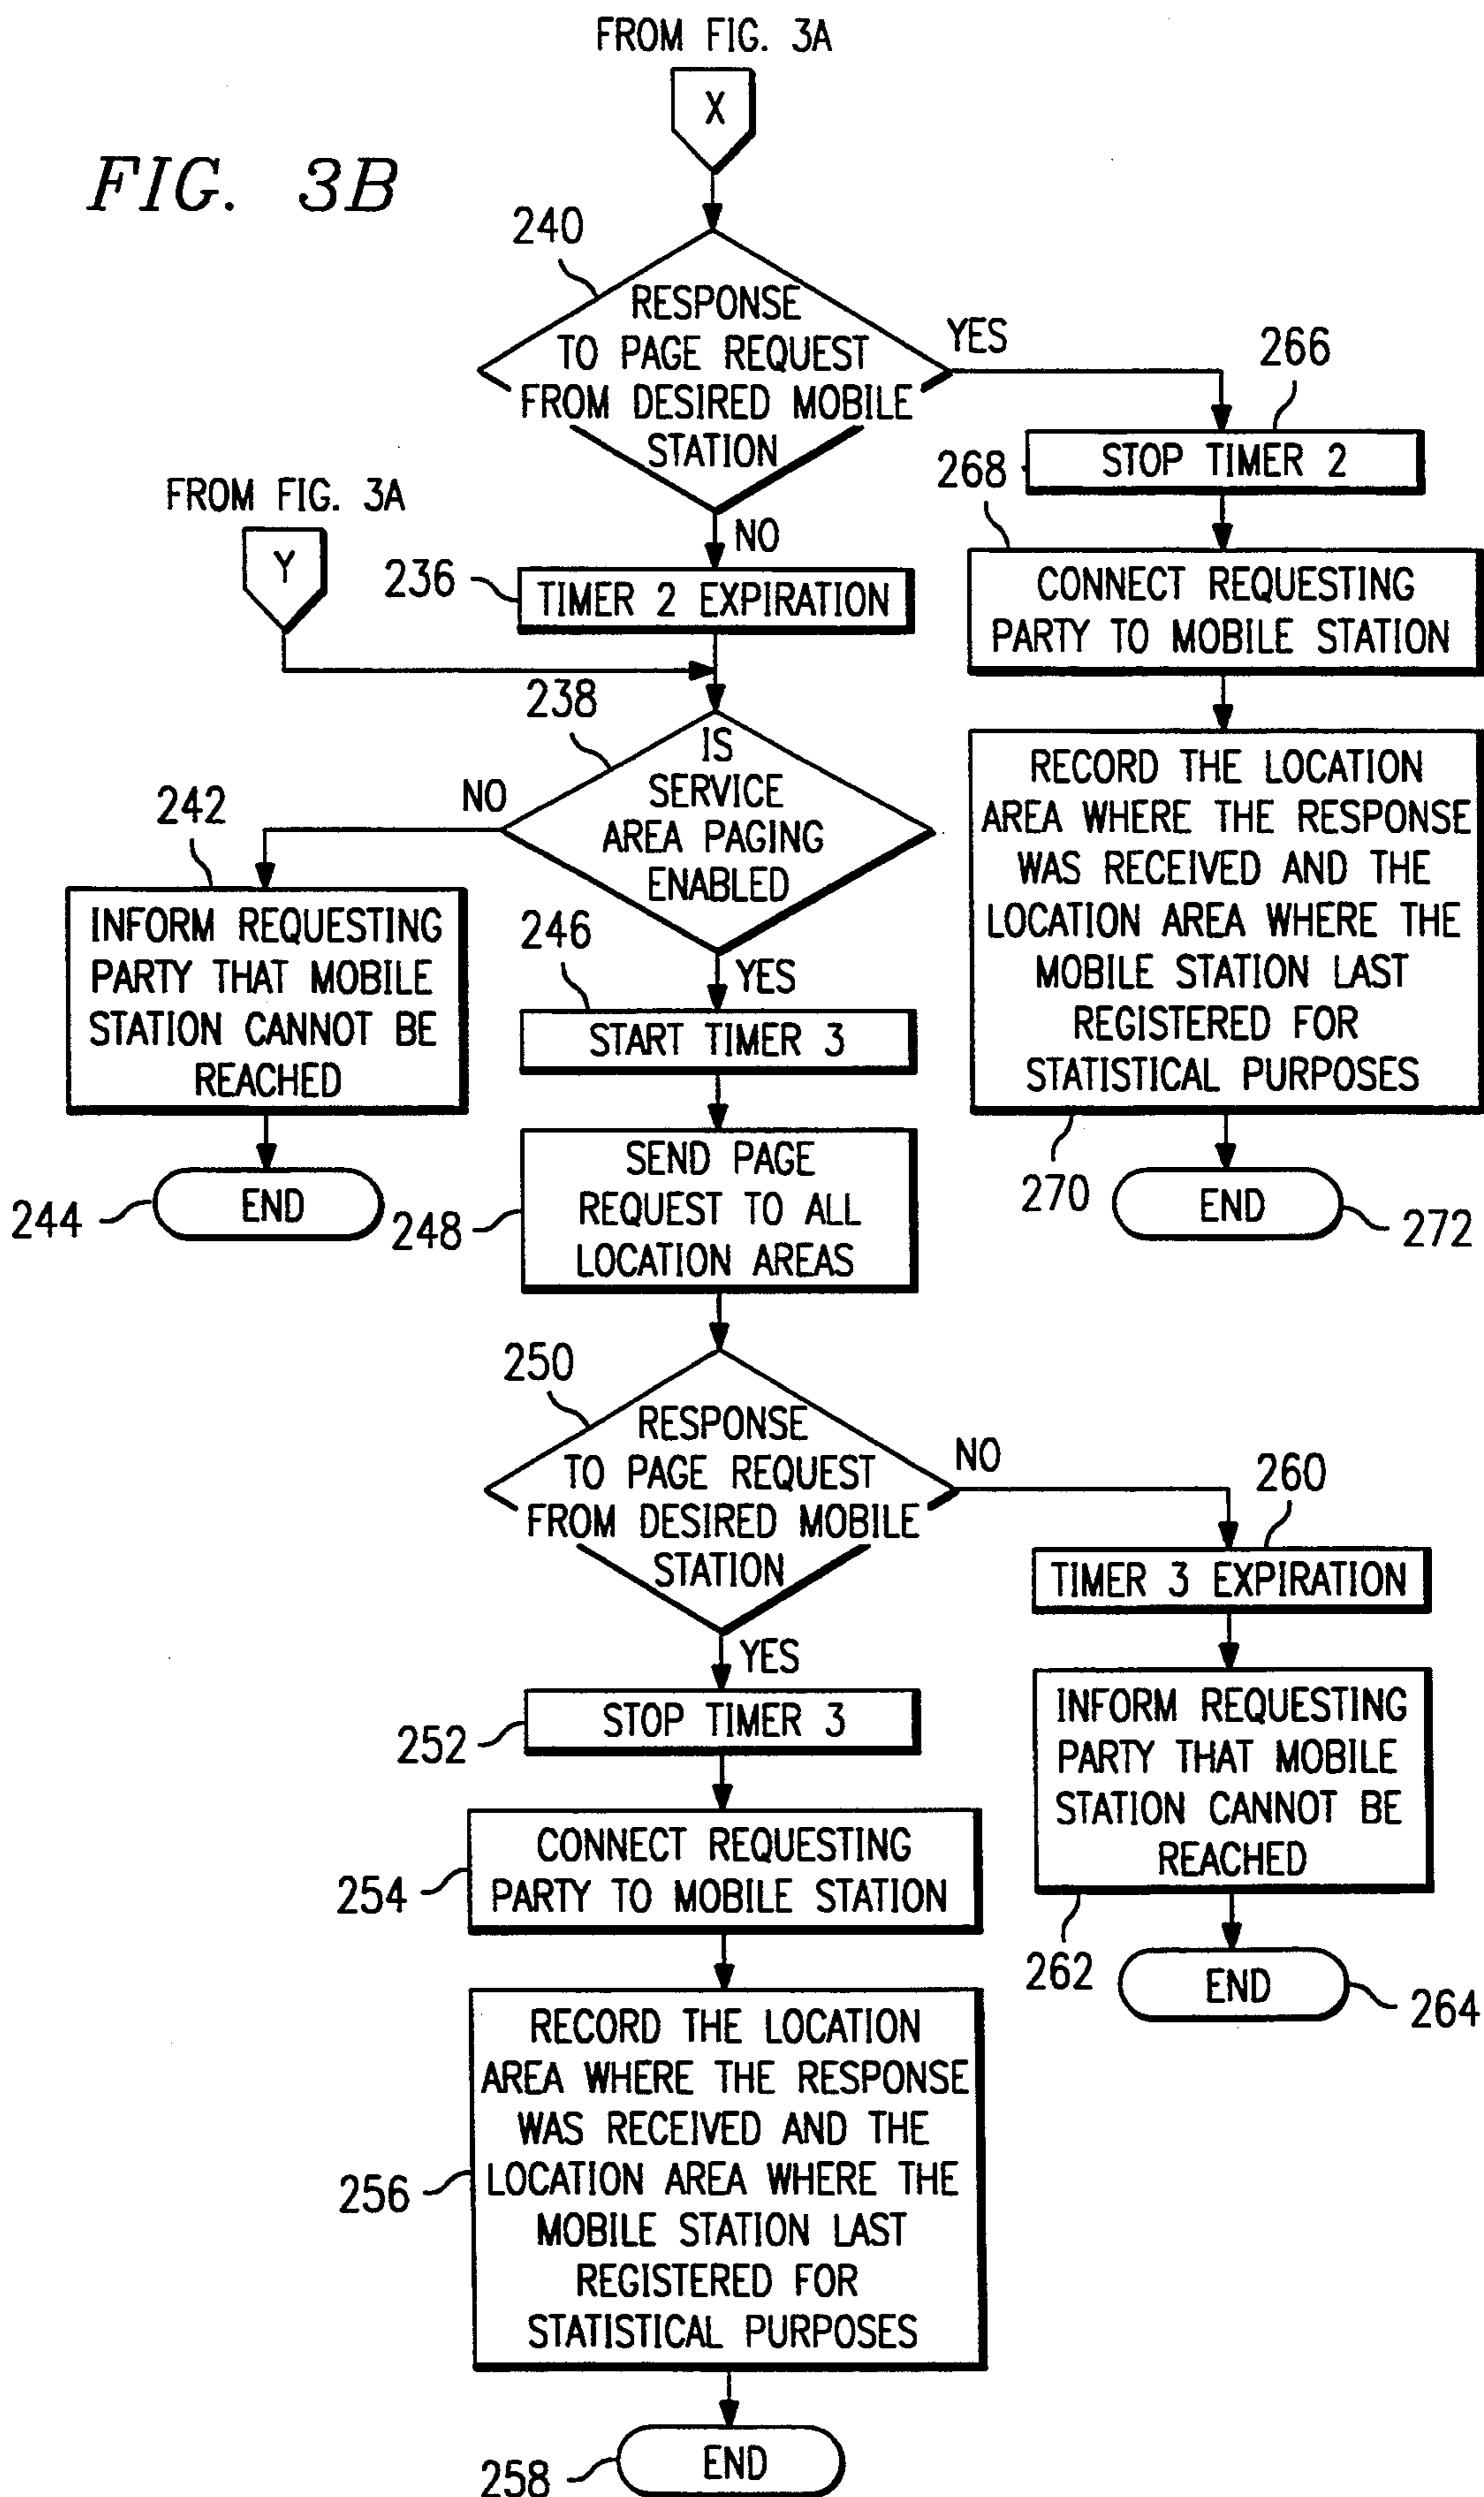 FROM FIG. 3A
X
FIG. 3B
240
RESPONSE
TO PAGE REQUEST
FROM DESIRED MOBILE
STATION
YES
NO
266
STOP TIMER 2
268
CONNECT REQUESTING
PARTY TO MOBILE STATION
RECORD THE LOCATION
AREA WHERE THE RESPONSE
WAS RECEIVED AND THE
LOCATION AREA WHERE THE
MOBILE STATION LAST
REGISTERED FOR
STATISTICAL PURPOSES
270
END
272
FROM FIG. 3A
Y
236
TIMER 2 EXPIRATION
238
IS
SERVICE
AREA PAGING
ENABLED
NO
YES
242
INFORM REQUESTING
PARTY THAT MOBILE
STATION CANNOT BE
REACHED
244
END
246
START TIMER 3
248
SEND PAGE
REQUEST TO ALL
LOCATION AREAS
250
RESPONSE
TO PAGE REQUEST
FROM DESIRED MOBILE
STATION
NO
YES
260
TIMER 3 EXPIRATION
INFORM REQUESTING
PARTY THAT MOBILE
STATION CANNOT BE
REACHED
262
END
264
252
STOP TIMER 3
254
CONNECT REQUESTING
PARTY TO MOBILE STATION
256
RECORD THE LOCATION
AREA WHERE THE RESPONSE
WAS RECEIVED AND THE
LOCATION AREA WHERE THE
MOBILE STATION LAST
REGISTERED FOR
STATISTICAL PURPOSES
258
END